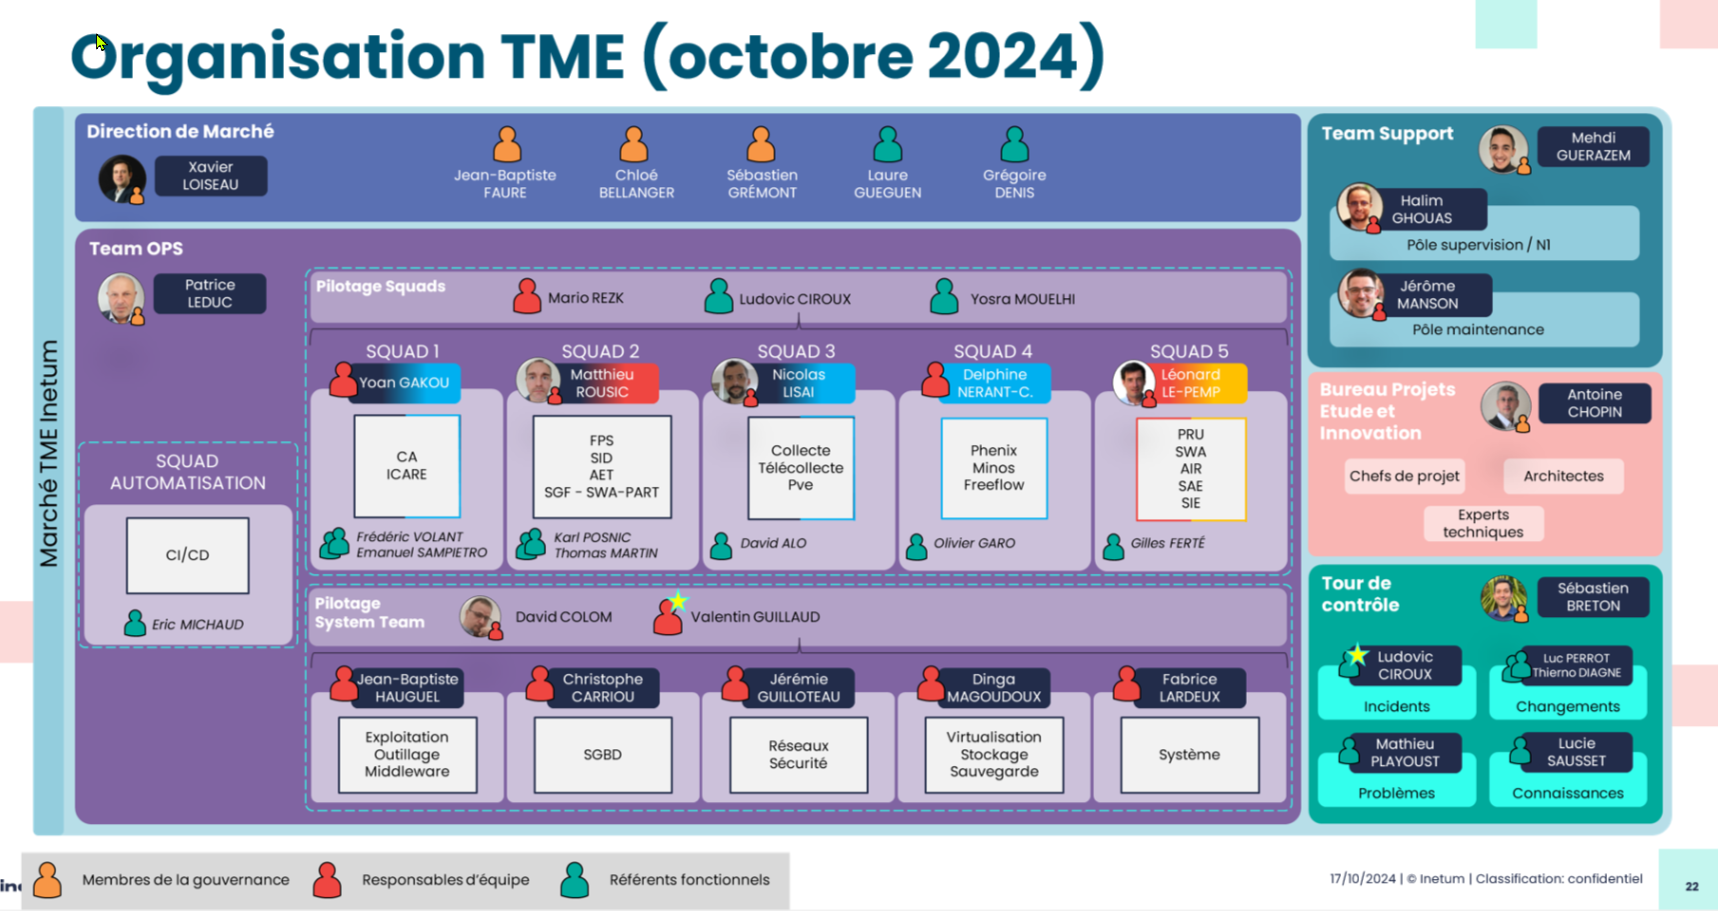 Organisation TME (octobre 2024)
Marché TME Inetum
Direction de Marché
Xavier
LOISEAU
Jean-Baptiste
FAURE
Chloé
BELLANGER
Sébastien
GRÉMONT
Laure
GUEGUEN
Grégoire
DENIS
Team OPS
Patrice
LEDUC
SQUAD
AUTOMATISATION
CI/CD
Eric MICHAUD
Pilotage Squads
Mario REZK
Ludovic CIROUX
Yosra MOUELHI
SQUAD 1
Yoan GAKOU
CA
ICARE
Frédéric VOLANT
Emanuel SAMPIETRO
SQUAD 2
Matthieu
ROUSIC
FPS
SID
AET
SGF - SWA-PART
Karl POSNIC
Thomas MARTIN
SQUAD 3
Nicolas
LISAI
Collecte
Télécollecte
Pve
David ALO
SQUAD 4
Delphine
NERANT-C.
Phenix
Minos
Freeflow
Olivier GARO
SQUAD 5
Léonard
LE-PEMP
PRU
SWA
AIR
SAE
SIE
Gilles FERTÉ
Pilotage
System Team
David COLOM
Valentin GUILLAUD
Jean-Baptiste
HAUGUEL
Exploitation
Outillage
Middleware
Christophe
CARRIOU
SGBD
Jérémie
GUILLOTEAU
Réseaux
Sécurité
Dinga
MAGOUDOUX
Virtualisation
Stockage
Sauvegarde
Fabrice
LARDEUX
Système
Team Support
Mehdi
GUERAZEM
Halim
GHOUAS
Pôle supervision / N1
Jérôme
MANSON
Pôle maintenance
Bureau Projets
Etude et
Innovation
Antoine
CHOPIN
Chefs de projet
Architectes
Experts
techniques
Tour de
contrôle
Sébastien
BRETON
Ludovic
CIROUX
Incidents
Luc PERROT
Thierno DIAGNE
Changements
Mathieu
PLAYOUST
Problèmes
Lucie
SAUSSET
Connaissances
Membres de la gouvernance
Responsables d'équipe
Référents fonctionnels
17/10/2024 | © Inetum | Classification: confidentiel
22